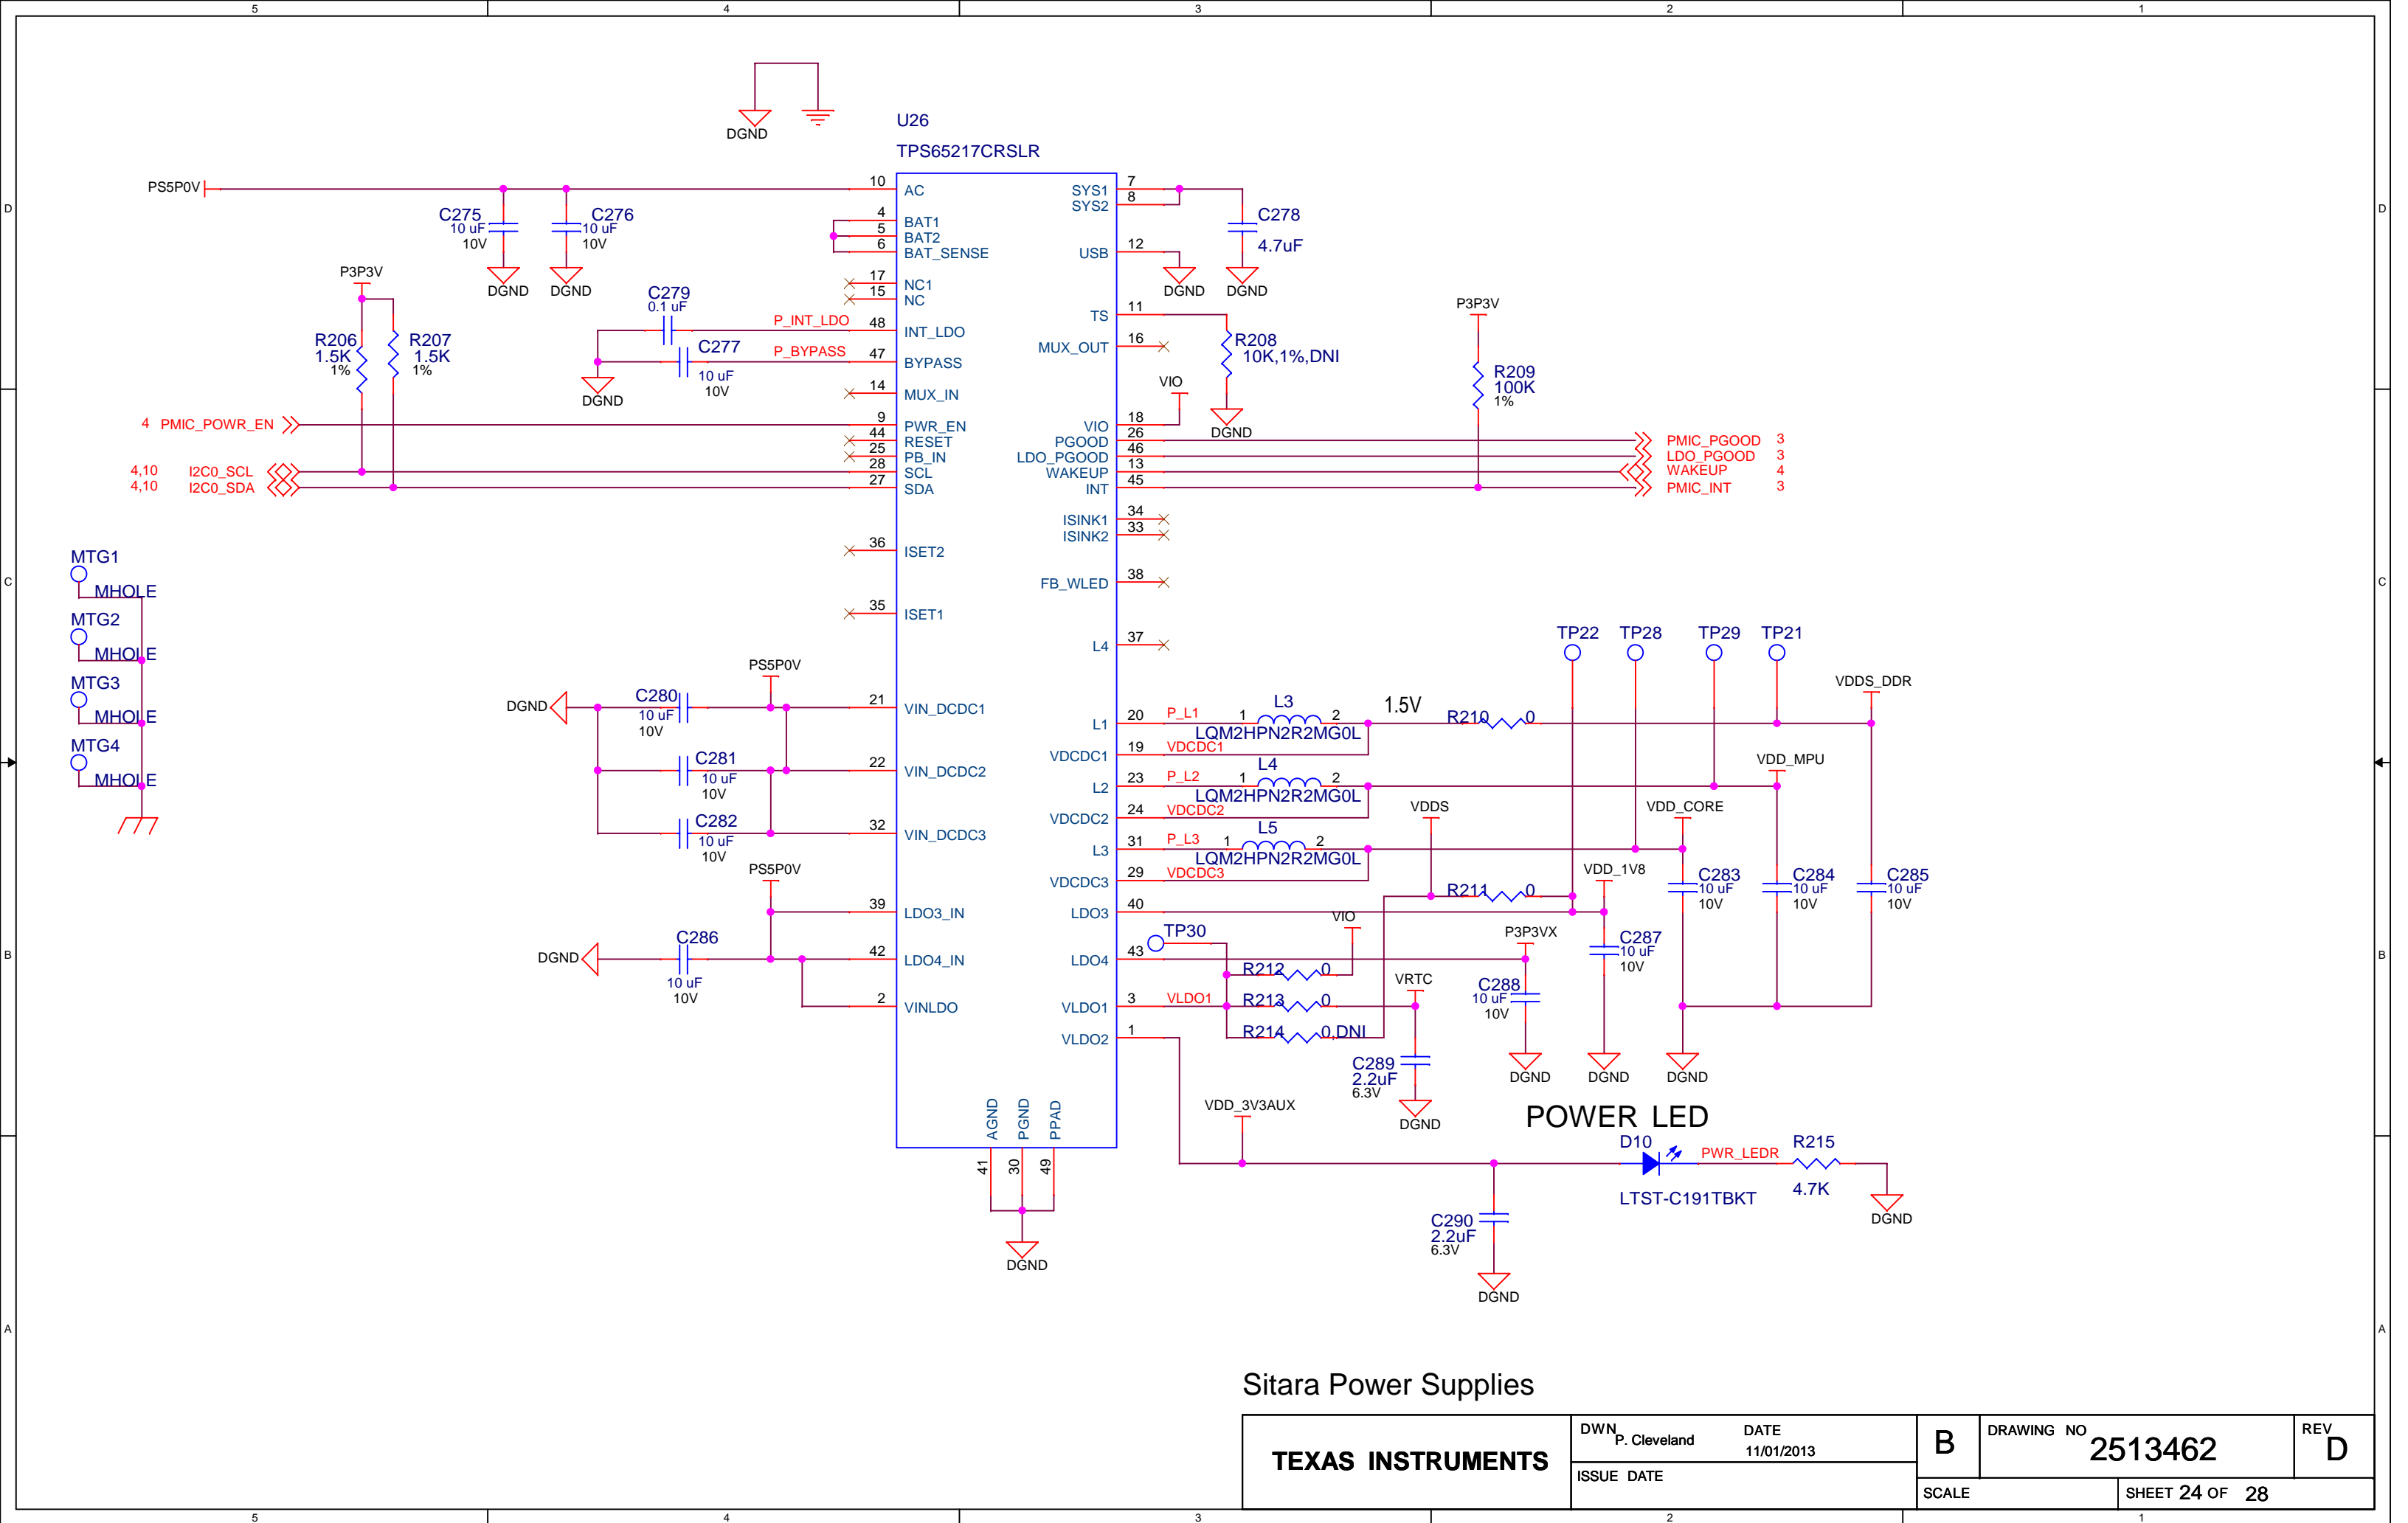 5 4 3 2 1
DGND
U26
TPS65217CRSLR
PS5P0V
10 AC
4 BAT1
5 BAT2
6 BAT_SENSE
17 NC1
15 NC
48 INT_LDO
47 BYPASS
14 MUX_IN
9 PWR_EN
44 RESET
25 PB_IN
28 SCL
27 SDA
36 ISET2
35 ISET1
21 VIN_DCDC1
22 VIN_DCDC2
32 VIN_DCDC3
39 LDO3_IN
42 LDO4_IN
2 VINLDO
SYS1 7
SYS2 8
USB 12
TS 11
MUX_OUT 16
VIO 18
PGOOD 26
LDO_PGOOD 46
WAKEUP 13
INT 45
ISINK1 34
ISINK2 33
FB_WLED 38
L4 37
L1 20
VDCDC1 19
L2 23
VDCDC2 24
L3 31
VDCDC3 29
LDO3 40
LDO4 43
VLDO1 3
VLDO2 1
AGND PGND PPAD
41 30 49
DGND
C275
10 uF
10V
DGND
C276
10 uF
10V
DGND
C278
4.7uF
DGND
DGND
P3P3V
R206
1.5K
1%
R207
1.5K
1%
C279
0.1 uF
P_INT_LDO
C277
10 uF
10V
P_BYPASS
DGND
R208
10K,1%,DNI
DGND
VIO
P3P3V
R209
100K
1%
4 PMIC_POWR_EN
4,10 I2C0_SCL
4,10 I2C0_SDA
PMIC_PGOOD 3
LDO_PGOOD 3
WAKEUP 4
PMIC_INT 3
MTG1
MHOLE
MTG2
MHOLE
MTG3
MHOLE
MTG4
MHOLE
PS5P0V
DGND
C280
10 uF
10V
C281
10 uF
10V
C282
10 uF
10V
PS5P0V
DGND
C286
10 uF
10V
TP22 TP28 TP29 TP21
VDDS_DDR
P_L1 1 L3 2
LQM2HPN2R2MG0L
VDCDC1
1.5V
R210 0
P_L2 1 L4 2
LQM2HPN2R2MG0L
VDCDC2
VDD_MPU
VDDS
VDD_CORE
P_L3 1 L5 2
LQM2HPN2R2MG0L
VDCDC3
R211 0
VDD_1V8
C283
10 uF
10V
C284
10 uF
10V
C285
10 uF
10V
TP30
VIO
R212 0
VLDO1
R213 0
R214 0,DNI
VRTC
P3P3VX
C287
10 uF
10V
C288
10 uF
10V
C289
2.2uF
6.3V
DGND
DGND
DGND
DGND
VDD_3V3AUX
POWER LED
D10
LTST-C191TBKT
PWR_LEDR
R215
4.7K
DGND
C290
2.2uF
6.3V
DGND
D D
C C
B B
A A
Sitara Power Supplies
TEXAS INSTRUMENTS
DWN P. Cleveland
DATE
11/01/2013
ISSUE DATE
B
DRAWING NO 2513462
REV D
SCALE
SHEET 24 OF 28
5 4 3 2 1